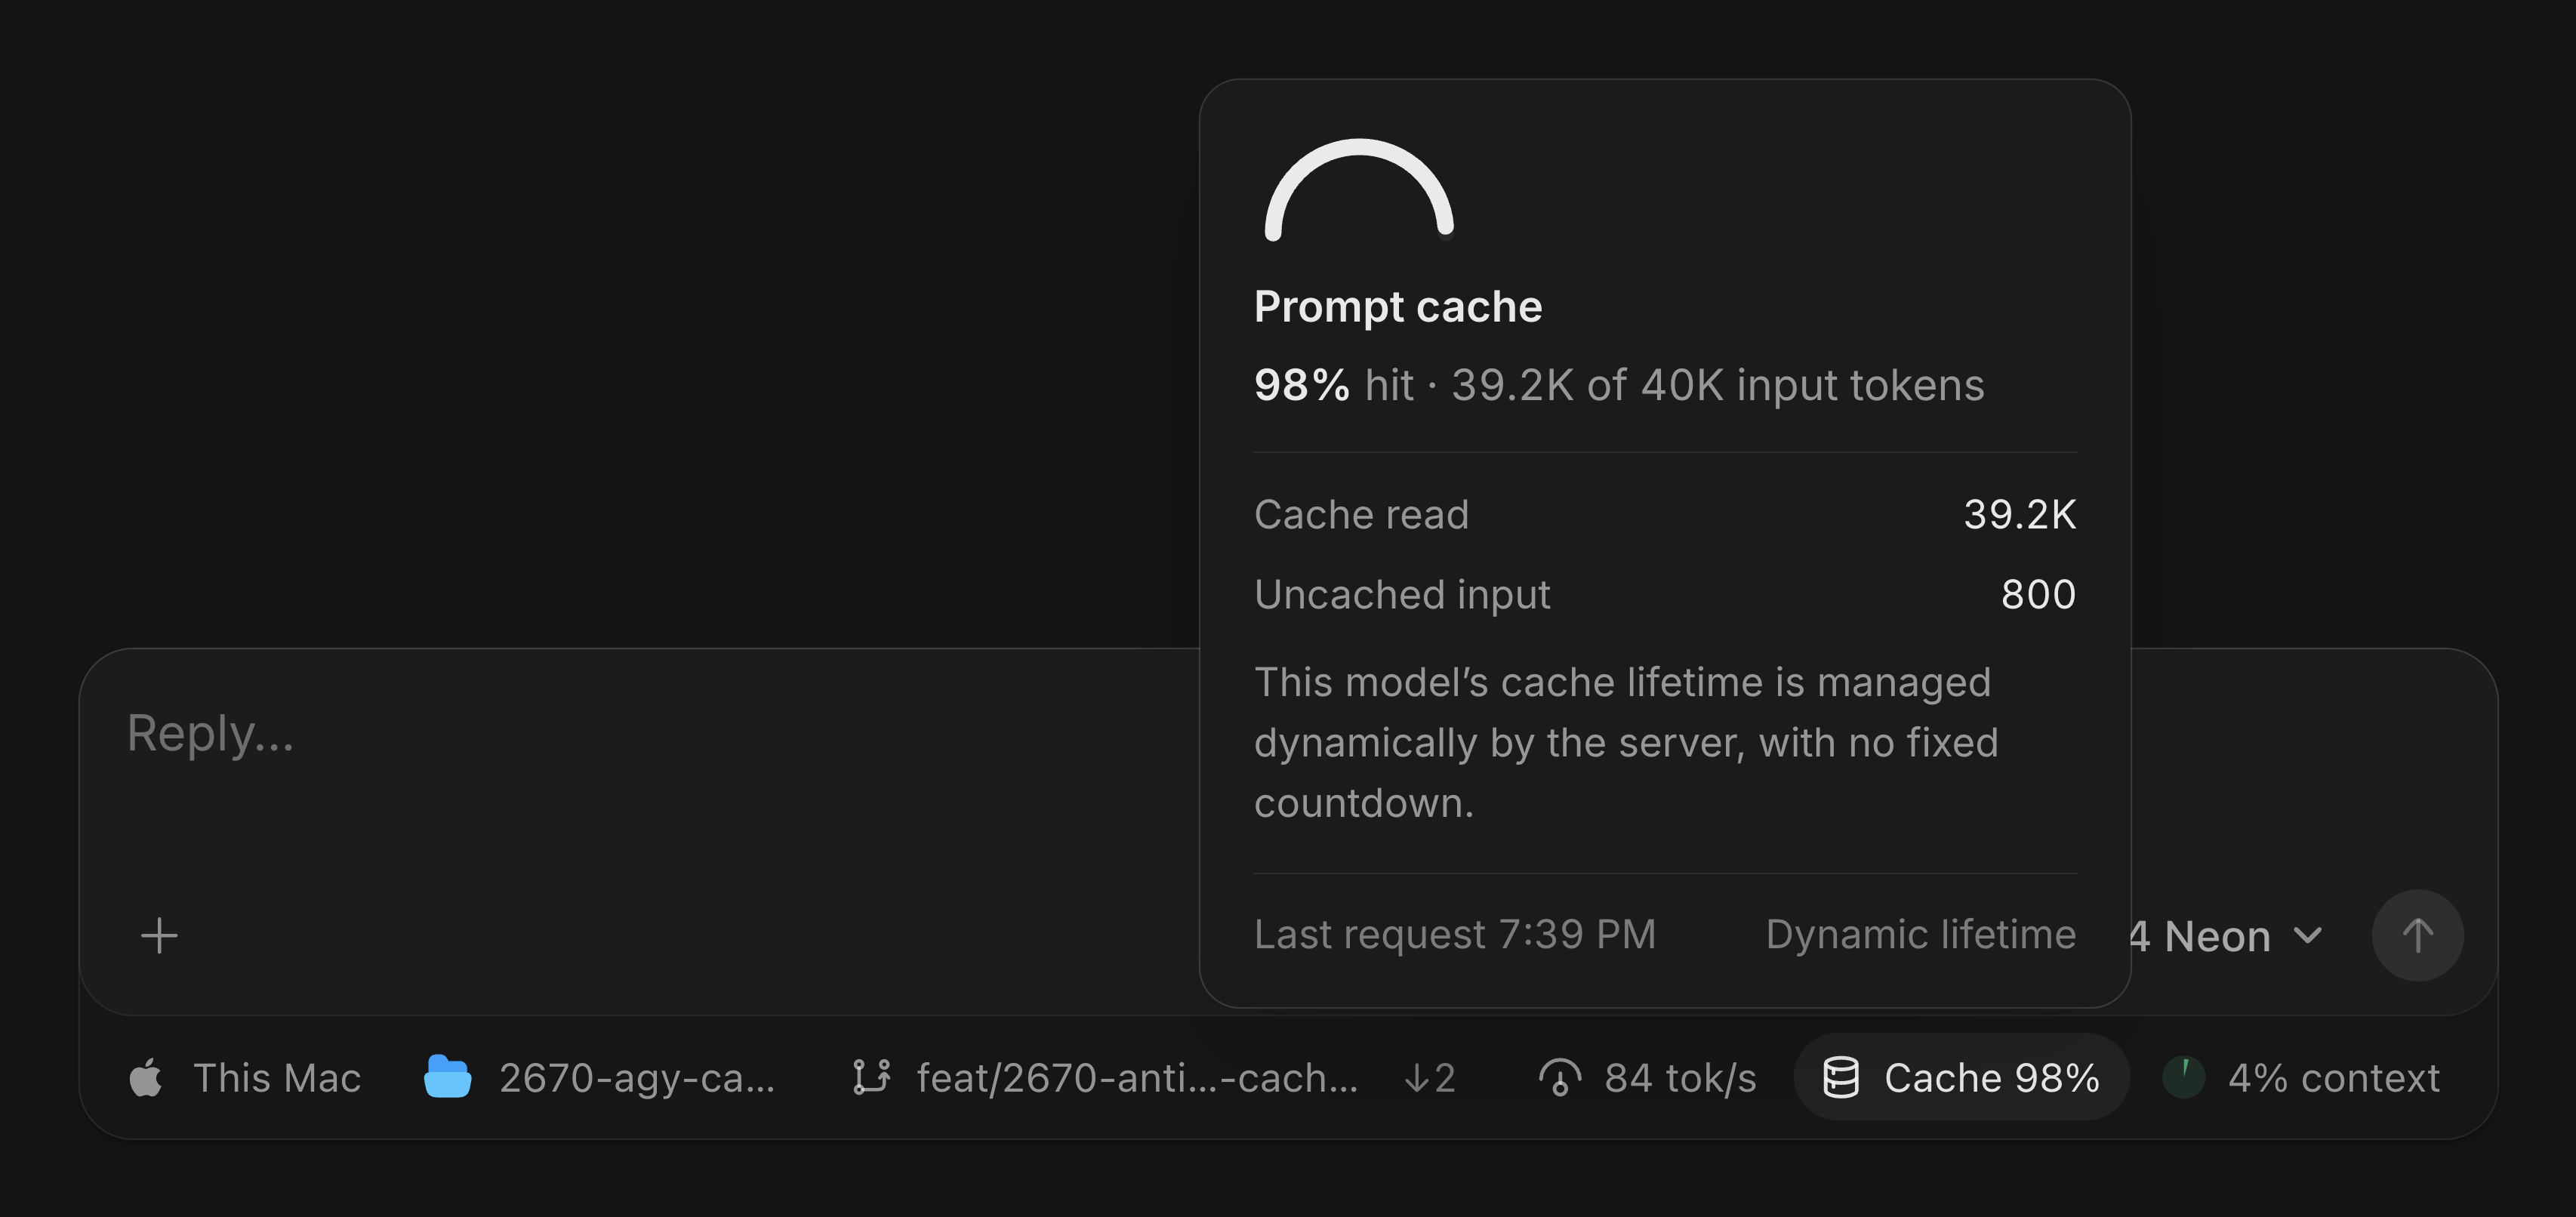 Prompt cache
98% hit · 39.2K of 40K input tokens
Cache read 39.2K
Uncached input 800
This model’s cache lifetime is managed
dynamically by the server, with no fixed
countdown.
Last request 7:39 PM Dynamic lifetime
Reply...
4 Neon
This Mac 2670-agy-ca... feat/2670-anti...-cach... ↓2 84 tok/s Cache 98% 4% context